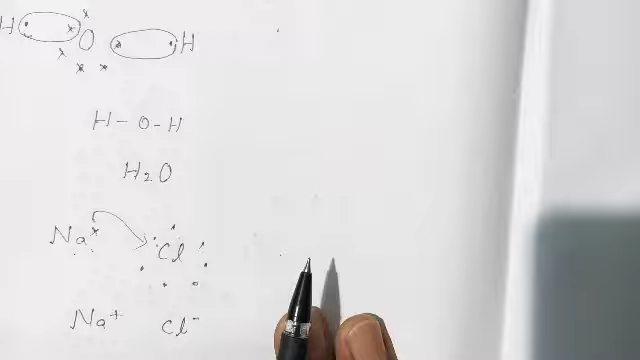 H O H
H - O - H
H₂O
Na Cl
Na⁺ Cl⁻